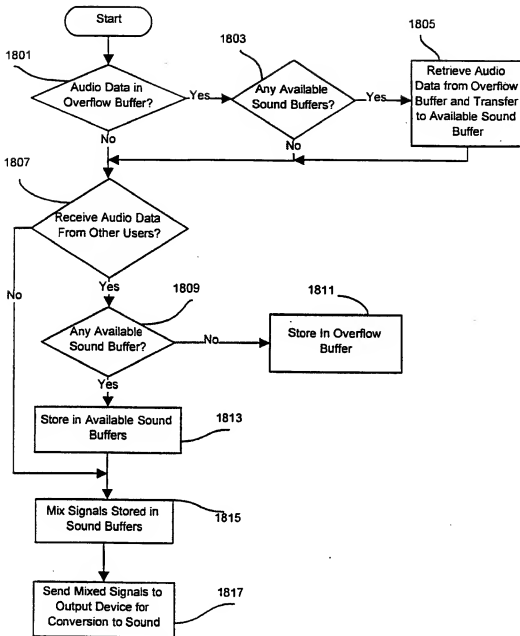 Start
1801
1803
1805
Audio Data in
Overflow Buffer?
Yes
Any Available
Sound Buffers?
Yes
Retrieve Audio
Data from Overflow
Buffer and Transfer
to Available Sound
Buffer
No
No
1807
Receive Audio Data
From Other Users?
No
Yes
1809
1811
Any Available
Sound Buffer?
No
Store In Overflow
Buffer
Yes
Store in Available Sound
Buffers
1813
Mix Signals Stored in
Sound Buffers
1815
Send Mixed Signals to
Output Device for
Conversion to Sound
1817